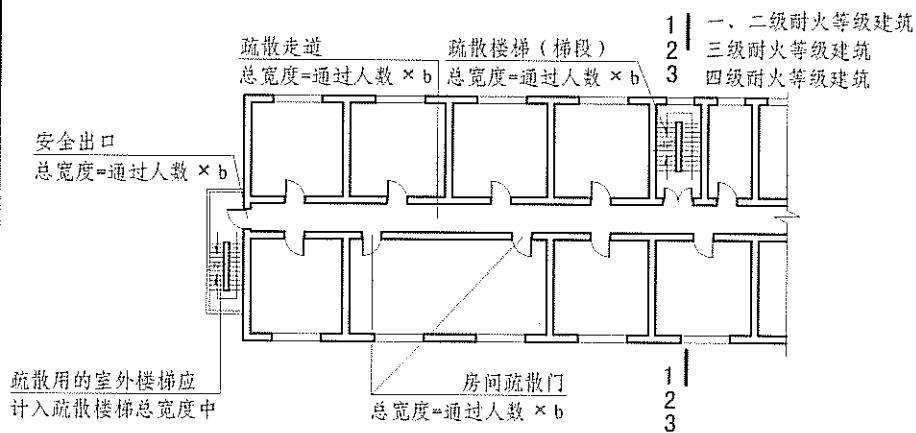 1 一、二级耐火等级建筑
2 三级耐火等级建筑
3 四级耐火等级建筑
疏散走道
总宽度=通过人数 × b
疏散楼梯（梯段）
总宽度=通过人数 × b
安全出口
总宽度=通过人数 × b
疏散用的室外楼梯应
计入疏散楼梯总宽度中
房间疏散门
总宽度=通过人数 × b
1
2
3